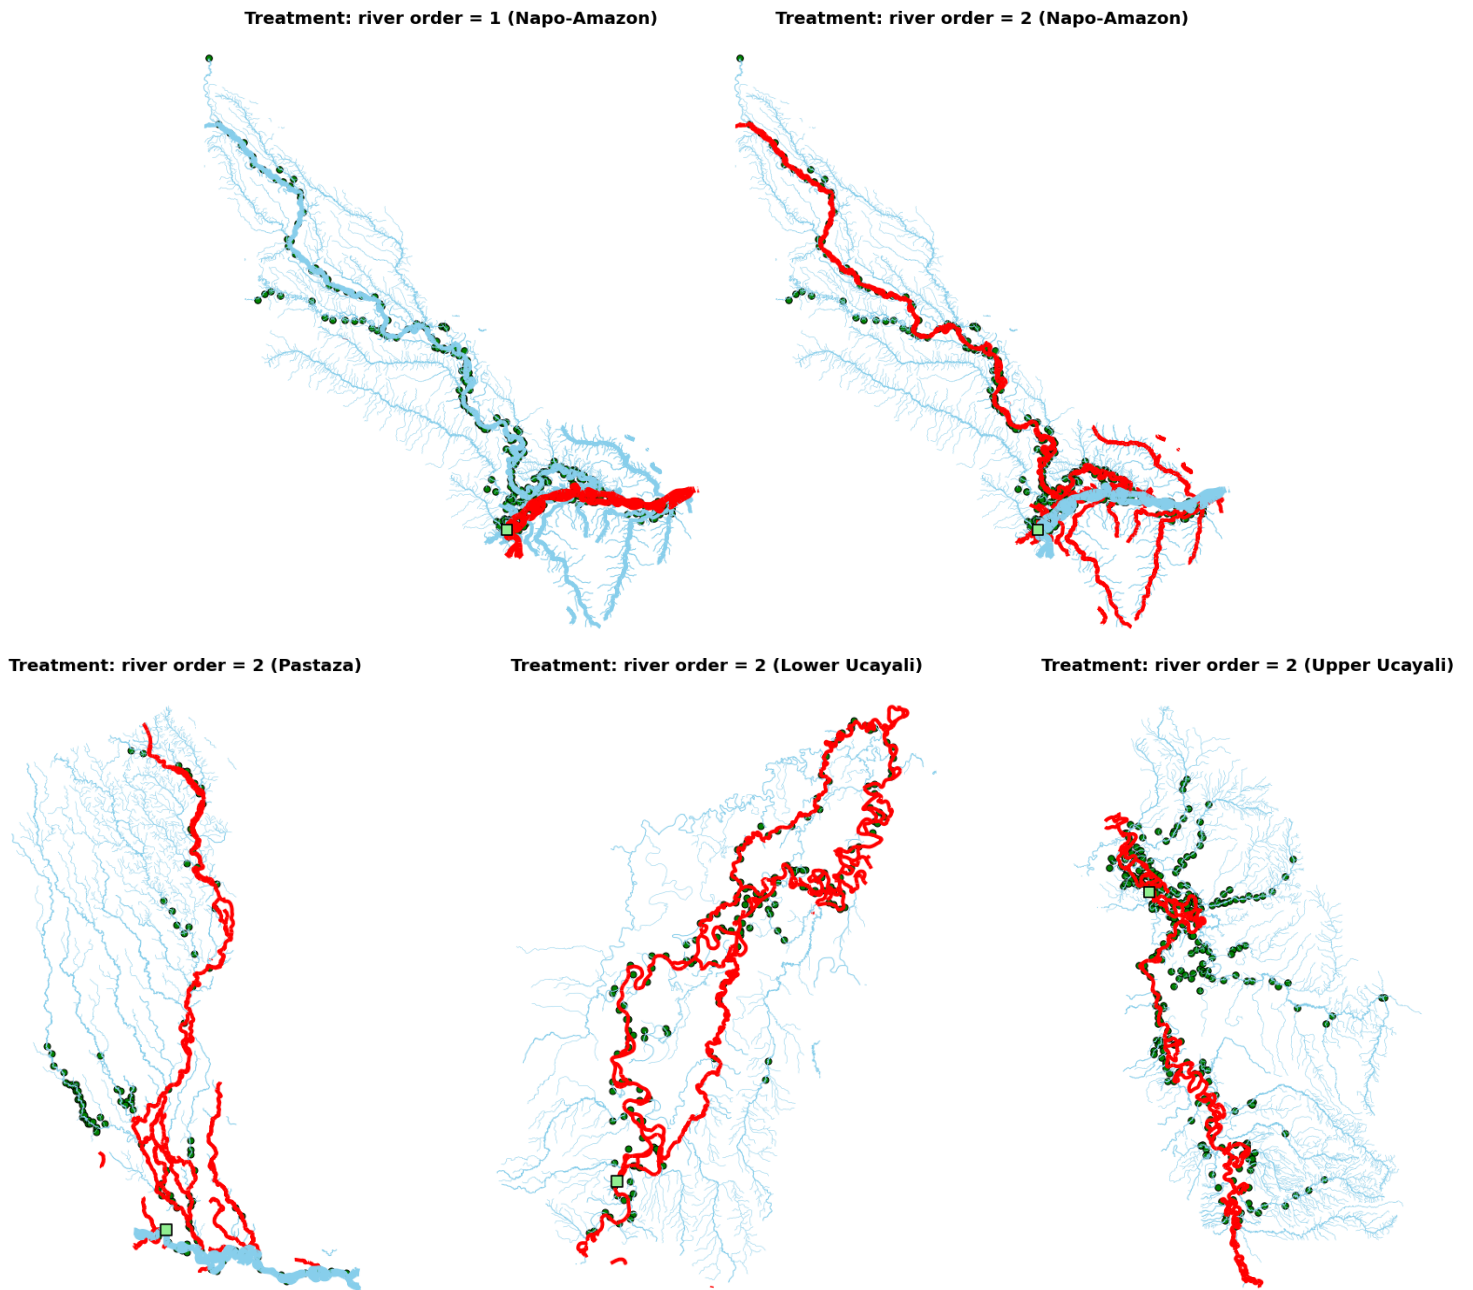 Treatment: river order = 1 (Napo-Amazon)
Treatment: river order = 2 (Napo-Amazon)
Treatment: river order = 2 (Pastaza)
Treatment: river order = 2 (Lower Ucayali)
Treatment: river order = 2 (Upper Ucayali)